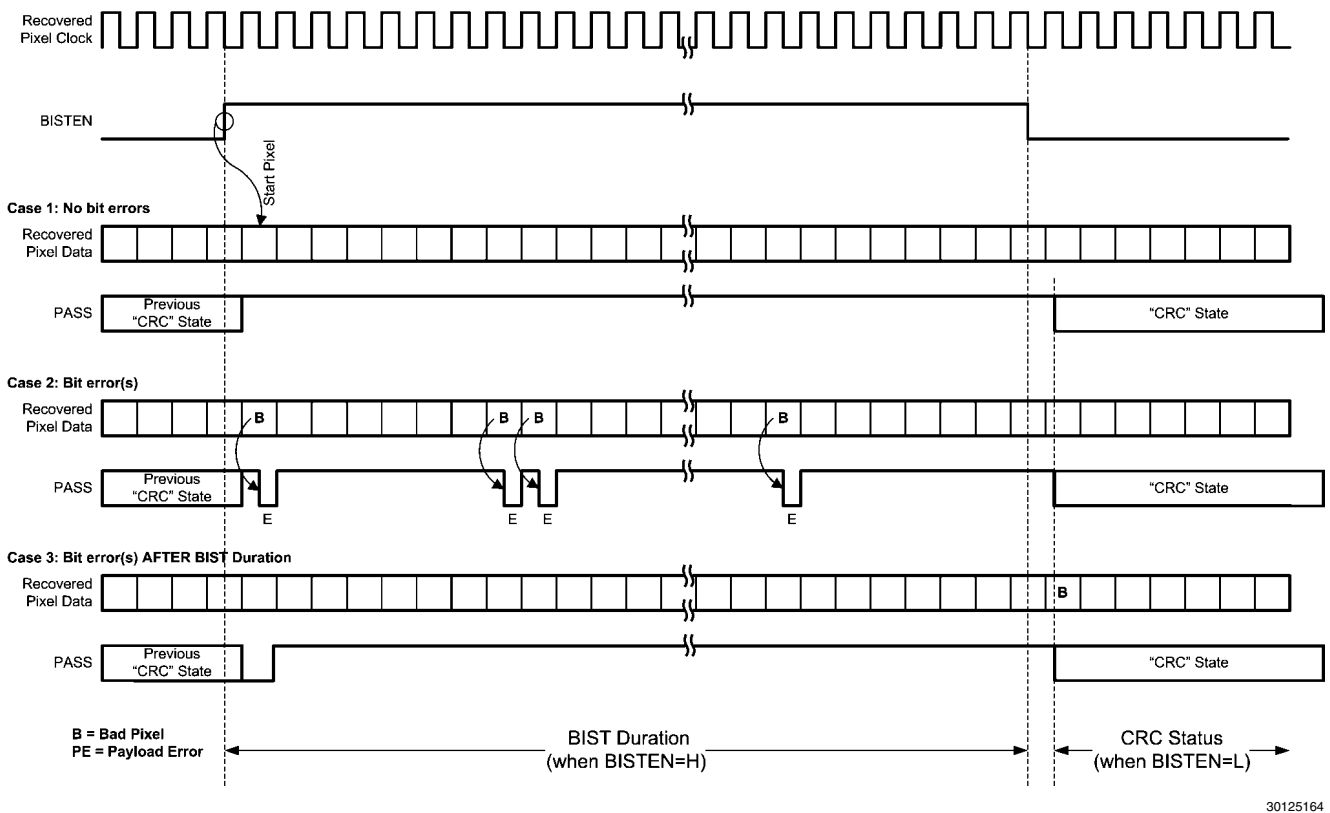 Recovered
Pixel Clock
BISTEN
Start Pixel
Case 1: No bit errors
Recovered
Pixel Data
PASS
Previous
"CRC" State
"CRC" State
Case 2: Bit error(s)
Recovered
Pixel Data
B
B
B
B
PASS
Previous
"CRC" State
"CRC" State
E
E
E
E
Case 3: Bit error(s) AFTER BIST Duration
Recovered
Pixel Data
B
PASS
Previous
"CRC" State
"CRC" State
B = Bad Pixel
PE = Payload Error
BIST Duration
(when BISTEN=H)
CRC Status
(when BISTEN=L)
30125164